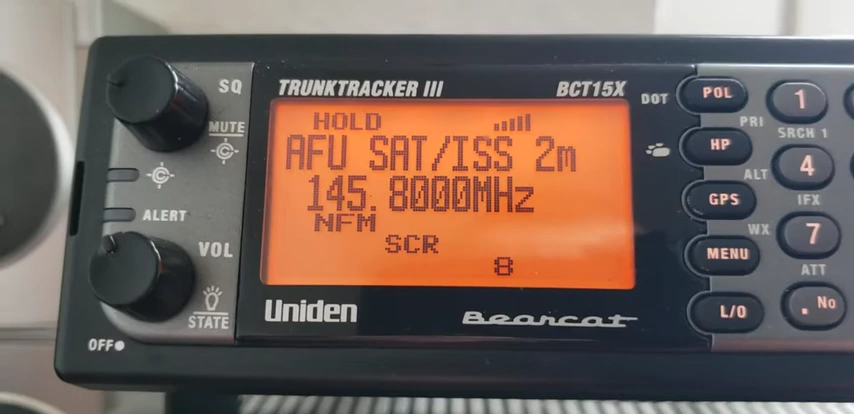 SQ
MUTE
ALERT
VOL
STATE
OFF
TRUNKTRACKER III BCT15X
HOLD
AFU SAT/ISS 2m
145.8000MHz
NFM
SCR
8
Uniden Bearcat
DOT POL 1
PRI SRCH 1
HP 4
ALT IFX
GPS 7
WX ATT
MENU . No
L/O